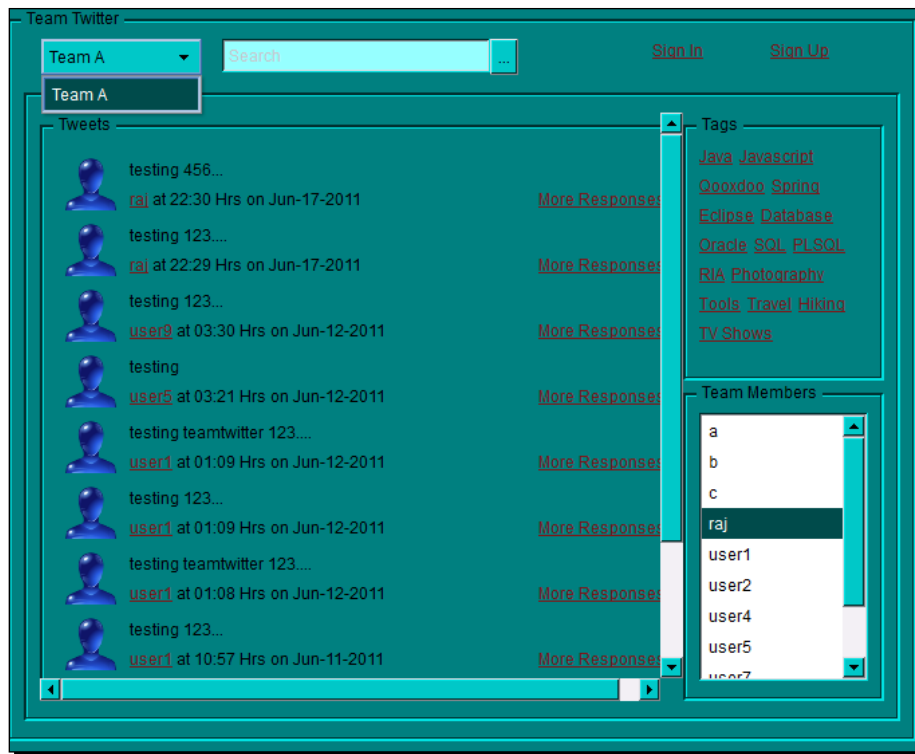 Team Twitter
Team A
Search
...
Sign In
Sign Up
Team A
Tweets
testing 456...
raj at 22:30 Hrs on Jun-17-2011
More Responses
testing 123....
raj at 22:29 Hrs on Jun-17-2011
More Responses
testing 123...
user9 at 03:30 Hrs on Jun-12-2011
More Responses
testing
user5 at 03:21 Hrs on Jun-12-2011
More Responses
testing teamtwitter 123....
user1 at 01:09 Hrs on Jun-12-2011
More Responses
testing 123...
user1 at 01:09 Hrs on Jun-12-2011
More Responses
testing teamtwitter 123....
user1 at 01:08 Hrs on Jun-12-2011
More Responses
testing 123...
user1 at 10:57 Hrs on Jun-11-2011
More Responses
Tags
Java Javascript
Qooxdoo Spring
Eclipse Database
Oracle SQL PLSQL
RIA Photography
Tools Travel Hiking
TV Shows
Team Members
a
b
c
raj
user1
user2
user4
user5
user7